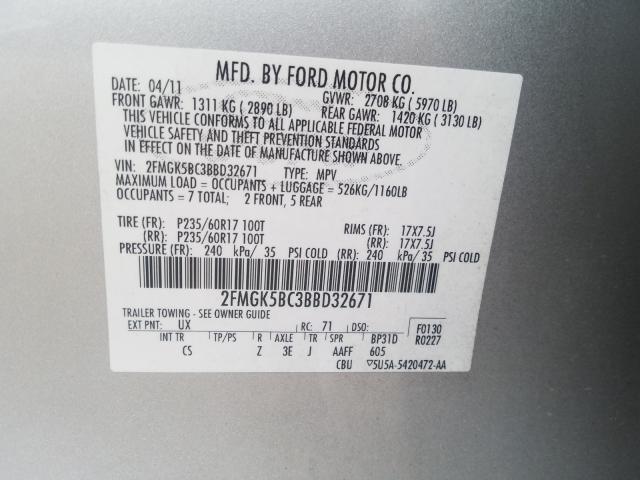 MFD. BY FORD MOTOR CO.
DATE: 04/11 GVWR: 2708 KG ( 5970 LB)
FRONT GAWR: 1311 KG ( 2890 LB) REAR GAWR: 1420 KG ( 3130 LB)
THIS VEHICLE CONFORMS TO ALL APPLICABLE FEDERAL MOTOR
VEHICLE SAFETY AND THEFT PREVENTION STANDARDS
IN EFFECT ON THE DATE OF MANUFACTURE SHOWN ABOVE.
VIN: 2FMGK5BC3BBD32671 TYPE: MPV
MAXIMUM LOAD = OCCUPANTS + LUGGAGE = 526KG/1160LB
OCCUPANTS = 7 TOTAL; 2 FRONT, 5 REAR
TIRE (FR): P235/60R17 100T RIMS (FR): 17X7.5J
(RR): P235/60R17 100T (RR): 17X7.5J
PRESSURE (FR): 240 kPa/ 35 PSI COLD (RR): 240 kPa/ 35 PSI COLD
2FMGK5BC3BBD32671
TRAILER TOWING - SEE OWNER GUIDE
EXT PNT: UX RC: 71 DSO: F0130
INT TR TP/PS R AXLE TR SPR BP31D R0227
CS Z 3E J AAFF 605
CBU ▽5U5A-5420472-AA